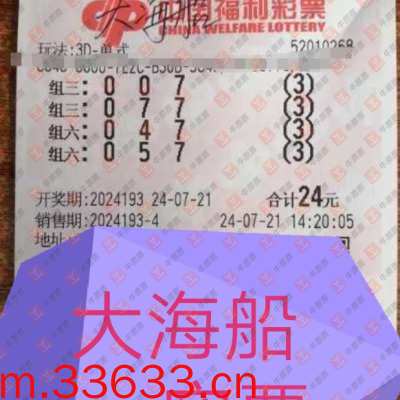 大海船
中国福利彩票
CHINA WELFARE LOTTERY
玩法:3D-单式 52010268
组三: 0 0 7 (3)
组三: 0 7 7 (3)
组六: 0 4 7 (3)
组六: 0 5 7 (3)
开奖期:2024193 24-07-21 合计24元
销售期:2024193-4 24-07-21 14:20:05
地址
大海船
m.33633.cn